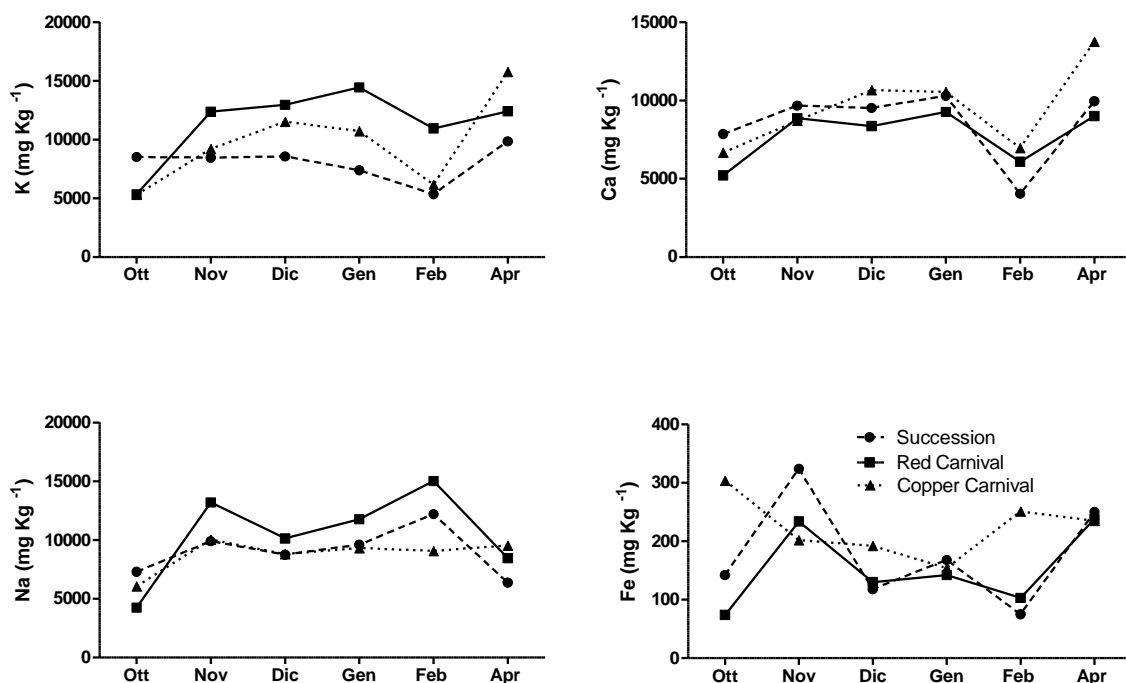 20000
15000
10000
5000
0
K (mg Kg -1)
Ott Nov Dic Gen Feb Apr
15000
10000
5000
0
Ca (mg Kg -1)
Ott Nov Dic Gen Feb Apr
20000
15000
10000
5000
0
Na (mg Kg -1)
Ott Nov Dic Gen Feb Apr
400
300
200
100
0
Fe (mg Kg -1)
Succession
Red Carnival
Copper Carnival
Ott Nov Dic Gen Feb Apr